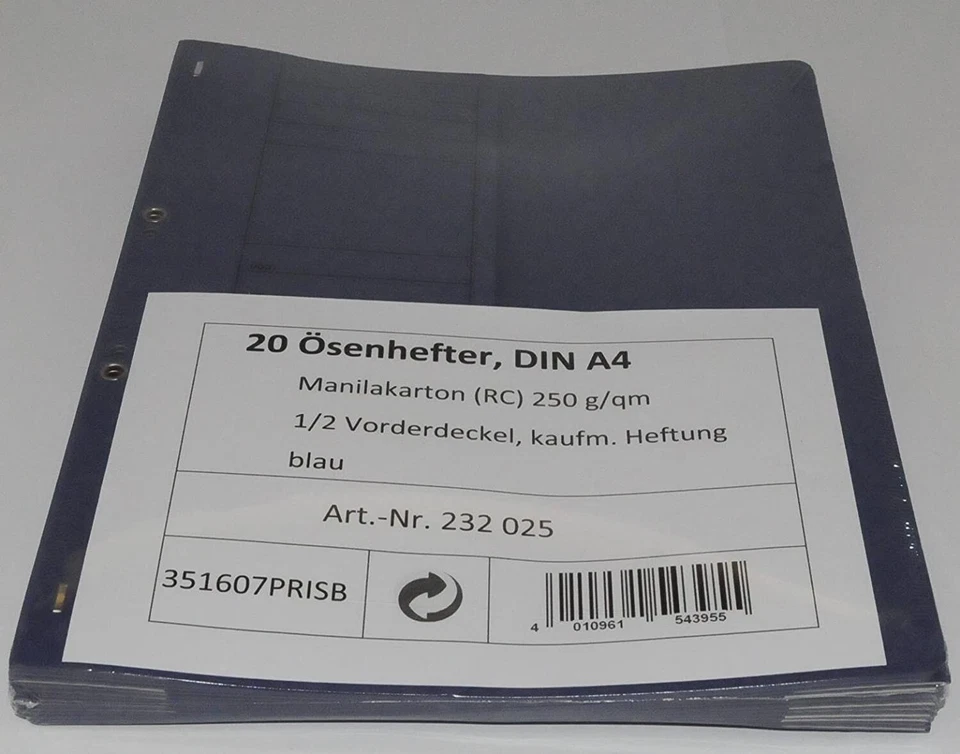 20 Ösenhefter, DIN A4
Manilakarton (RC) 250 g/qm
1/2 Vorderdeckel, kaufm. Heftung
blau
Art.-Nr. 232 025
351607PRISB
4 010961 543955